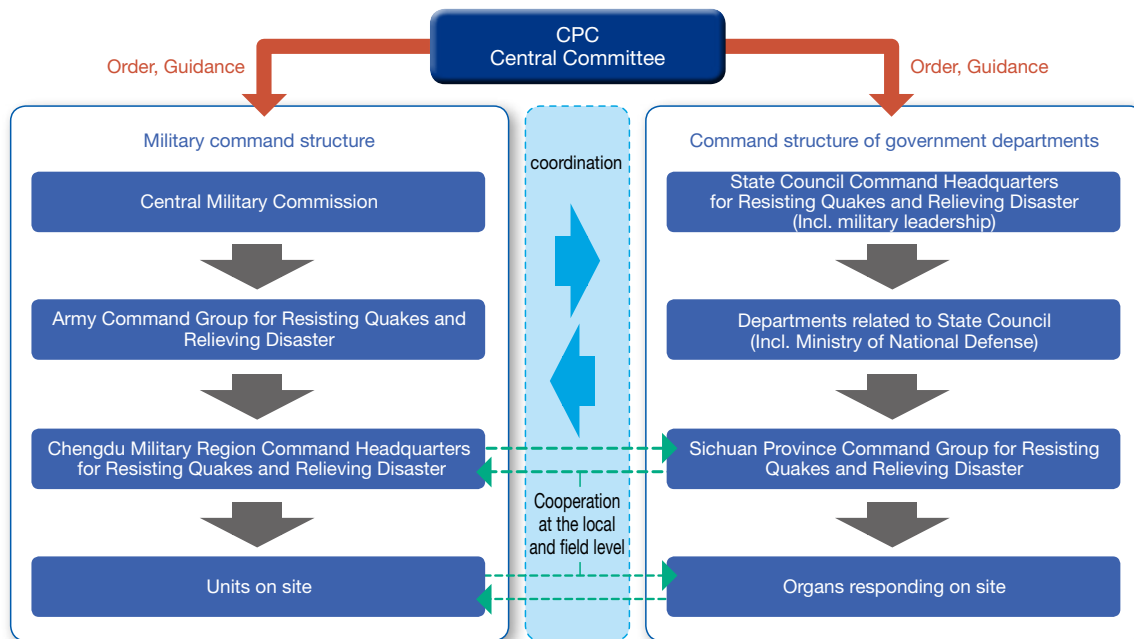 CPC
Central Committee
Order, Guidance
Order, Guidance
Military command structure
Central Military Commission
Army Command Group for Resisting Quakes and
Relieving Disaster
Chengdu Military Region Command Headquarters
for Resisting Quakes and Relieving Disaster
Units on site
coordination
Cooperation
at the local
and field level
Command structure of government departments
State Council Command Headquarters
for Resisting Quakes and Relieving Disaster
(Incl. military leadership)
Departments related to State Council
(Incl. Ministry of National Defense)
Sichuan Province Command Group for Resisting
Quakes and Relieving Disaster
Organs responding on site